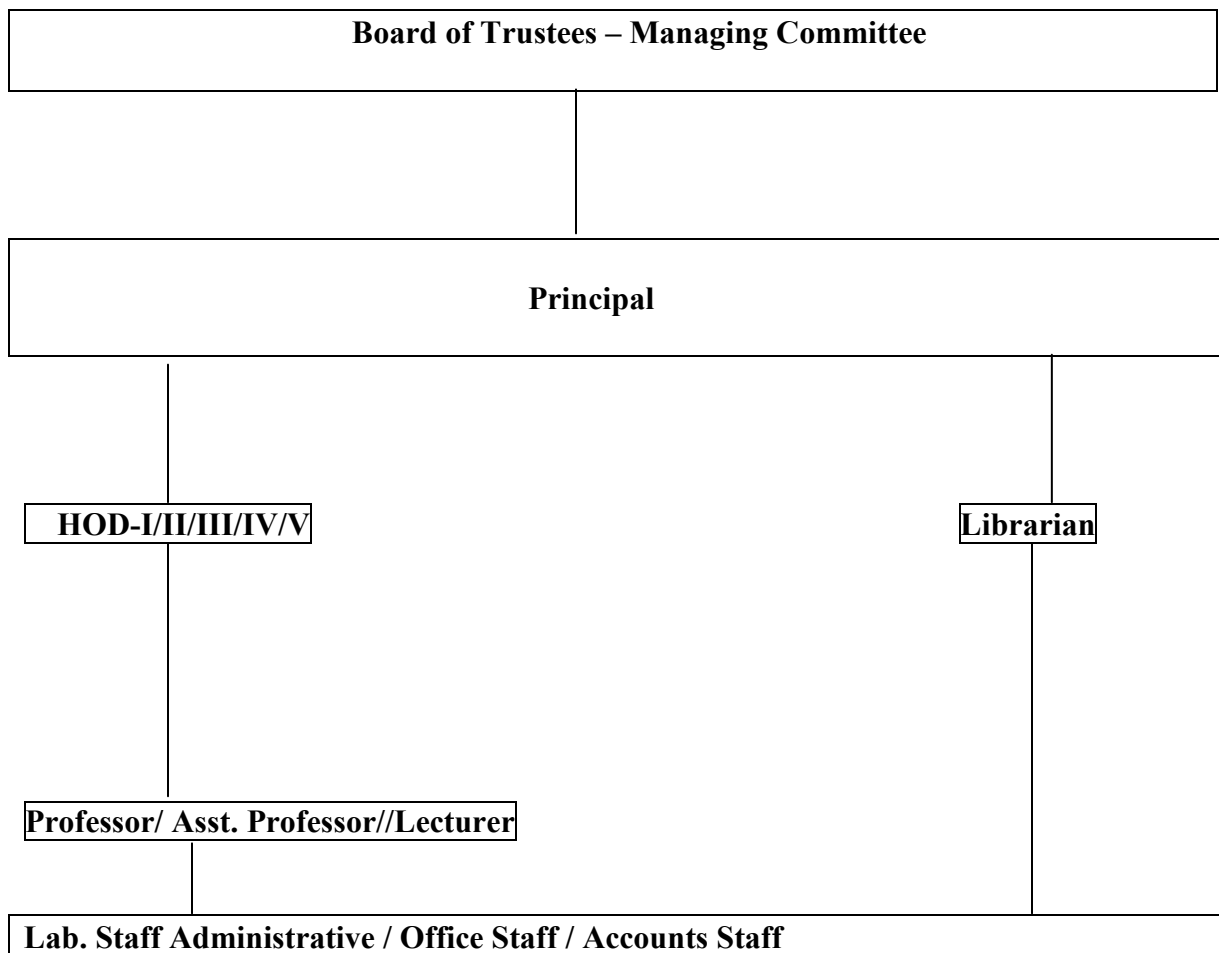 Board of Trustees – Managing Committee
Principal
HOD-I/II/III/IV/V
Librarian
Professor/ Asst. Professor//Lecturer
Lab. Staff Administrative / Office Staff / Accounts Staff